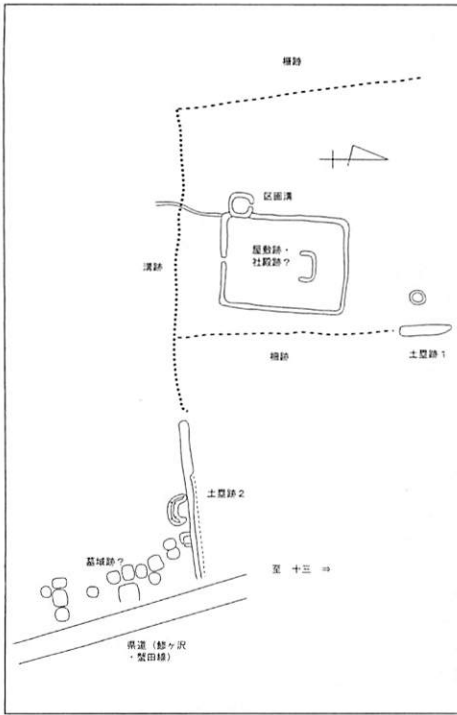 柵跡
区画溝
屋敷跡・
社殿跡?
溝跡
柵跡
土塁跡1
土塁跡2
墓域跡?
至 十三 ⇒
県道(鯵ヶ沢
・蟹田線)